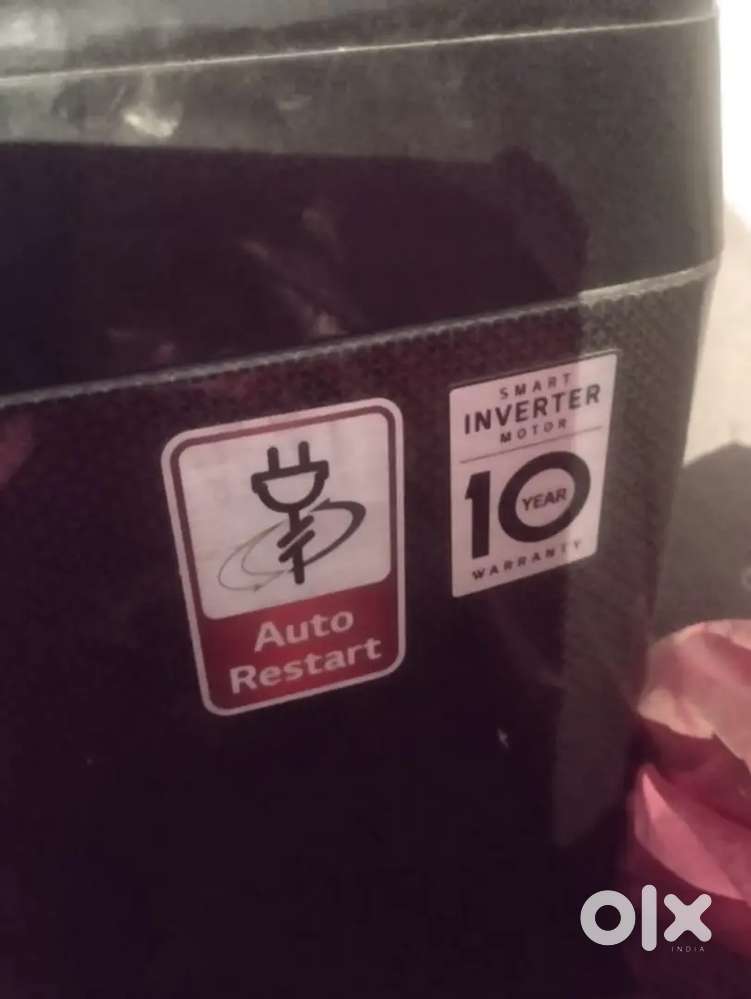 SMART
INVERTER
MOTOR
10
YEAR
WARRANTY
Auto
Restart
olx
INDIA